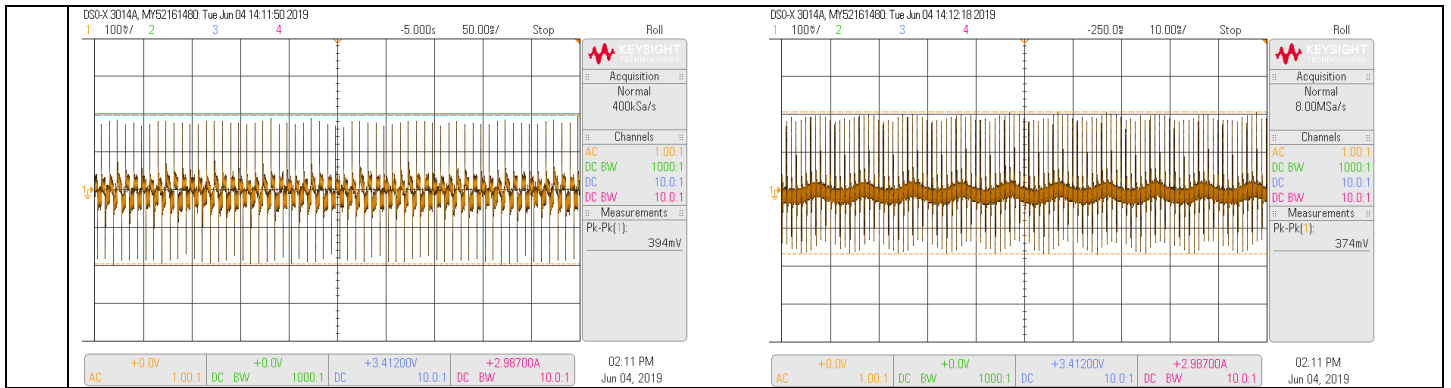 DSO-X 3014A, MY52161480: Tue Jun 04 14:11:50 2019
1 100▽/ 2 3 4 -5.000s 50.00s/ Stop Roll
KEYSIGHT
TECHNOLOGIES
Acquisition
Normal
400kSa/s
Channels
AC 1.00:1
DC BW 1000:1
DC 10.0:1
DC BW 10.0:1
Measurements
Pk-Pk(1):
394mV
1
+0.0V +0.0V +3.41200V +2.98700A
AC 1.00:1 DC BW 1000:1 DC 10.0:1 DC BW 10.0:1
02:11 PM
Jun 04, 2019
DSO-X 3014A, MY52161480: Tue Jun 04 14:12:18 2019
1 100▽/ 2 3 4 -250.0s 10.00s/ Stop Roll
KEYSIGHT
TECHNOLOGIES
Acquisition
Normal
8.00MSa/s
Channels
AC 1.00:1
DC BW 1000:1
DC 10.0:1
DC BW 10.0:1
Measurements
Pk-Pk(1):
374mV
1
+0.0V +0.0V +3.41200V +2.98700A
AC 1.00:1 DC BW 1000:1 DC 10.0:1 DC BW 10.0:1
02:11 PM
Jun 04, 2019